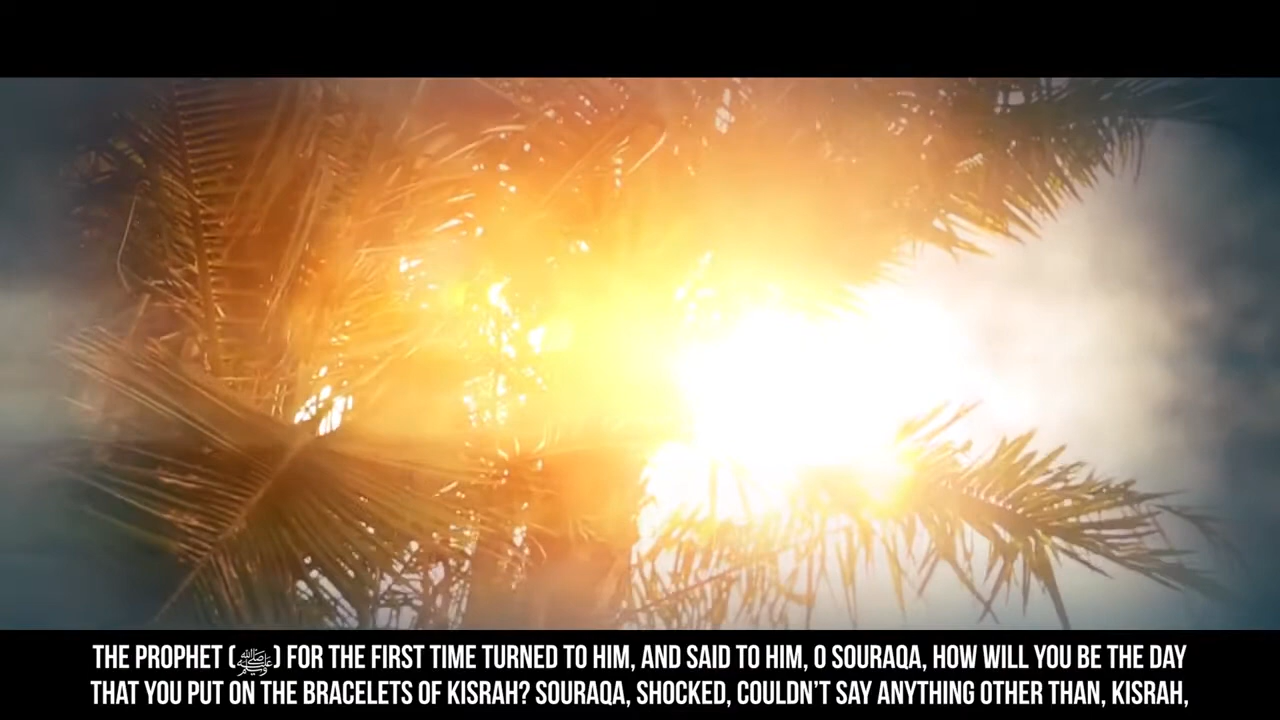 THE PROPHET (ﷺ) FOR THE FIRST TIME TURNED TO HIM, AND SAID TO HIM, O SOURAQA, HOW WILL YOU BE THE DAY
THAT YOU PUT ON THE BRACELETS OF KISRAH? SOURAQA, SHOCKED, COULDN'T SAY ANYTHING OTHER THAN, KISRAH,